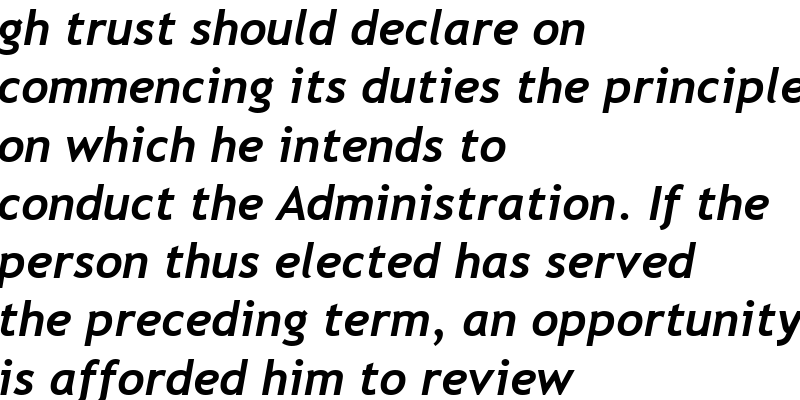 gh trust should declare on
commencing its duties the principle
on which he intends to
conduct the Administration. If the
person thus elected has served
the preceding term, an opportunity
is afforded him to review